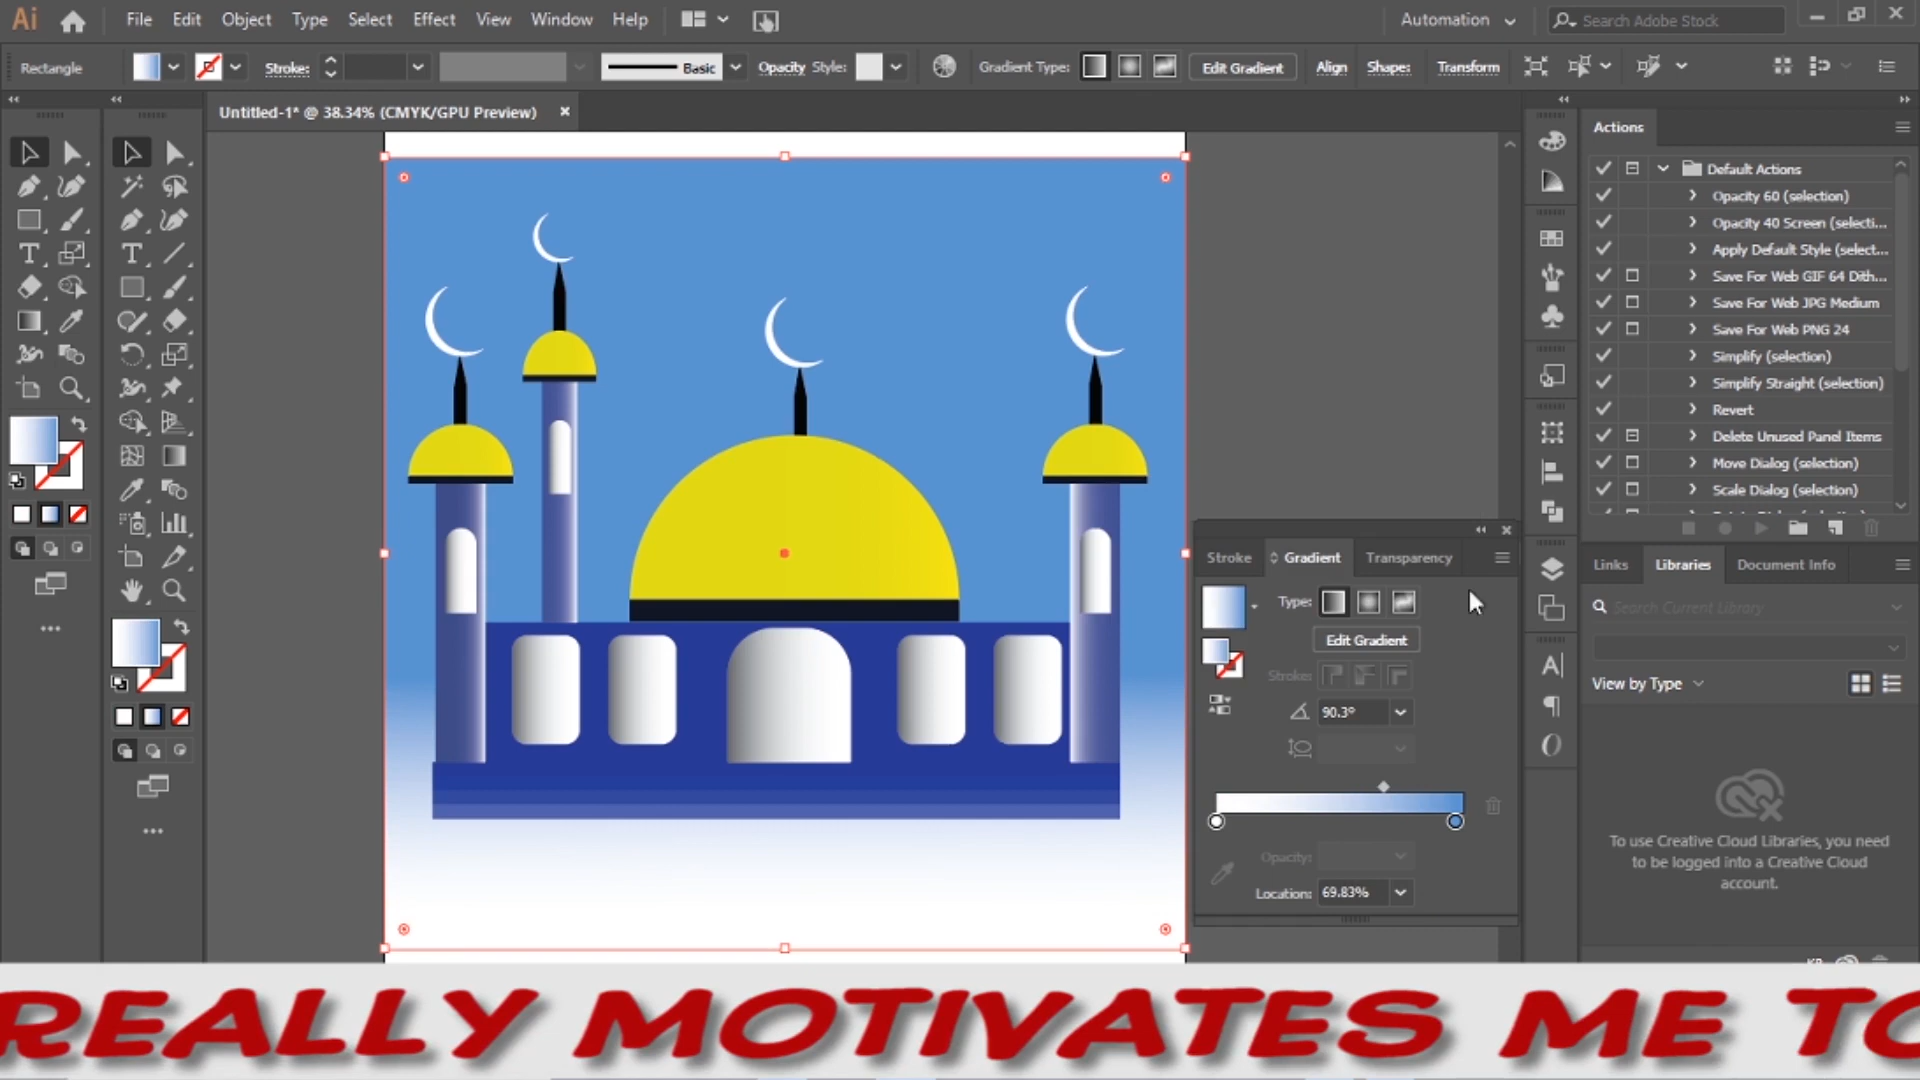 Ai File Edit Object Type Select Effect View Window Help Automation Search Adobe Stock
Rectangle Stroke: Basic Opacity Style: Gradient Type: Edit Gradient Align Shape: Transform
Untitled-1* @ 38.34% (CMYK/GPU Preview)
Actions
Default Actions
Opacity 60 (selection)
Opacity 40 Screen (selecti...
Apply Default Style (select...
Save For Web GIF 64 Dith...
Save For Web JPG Medium
Save For Web PNG 24
Simplify (selection)
Simplify Straight (selection)
Revert
Delete Unused Panel Items
Move Dialog (selection)
Scale Dialog (selection)
Stroke Gradient Transparency
Type:
Edit Gradient
Stroke:
90.3°
Opacity:
Location: 69.83%
Links Libraries Document Info
Search Current Library
View by Type
To use Creative Cloud Libraries, you need
to be logged into a Creative Cloud
account.
REALLY MOTIVATES ME TO